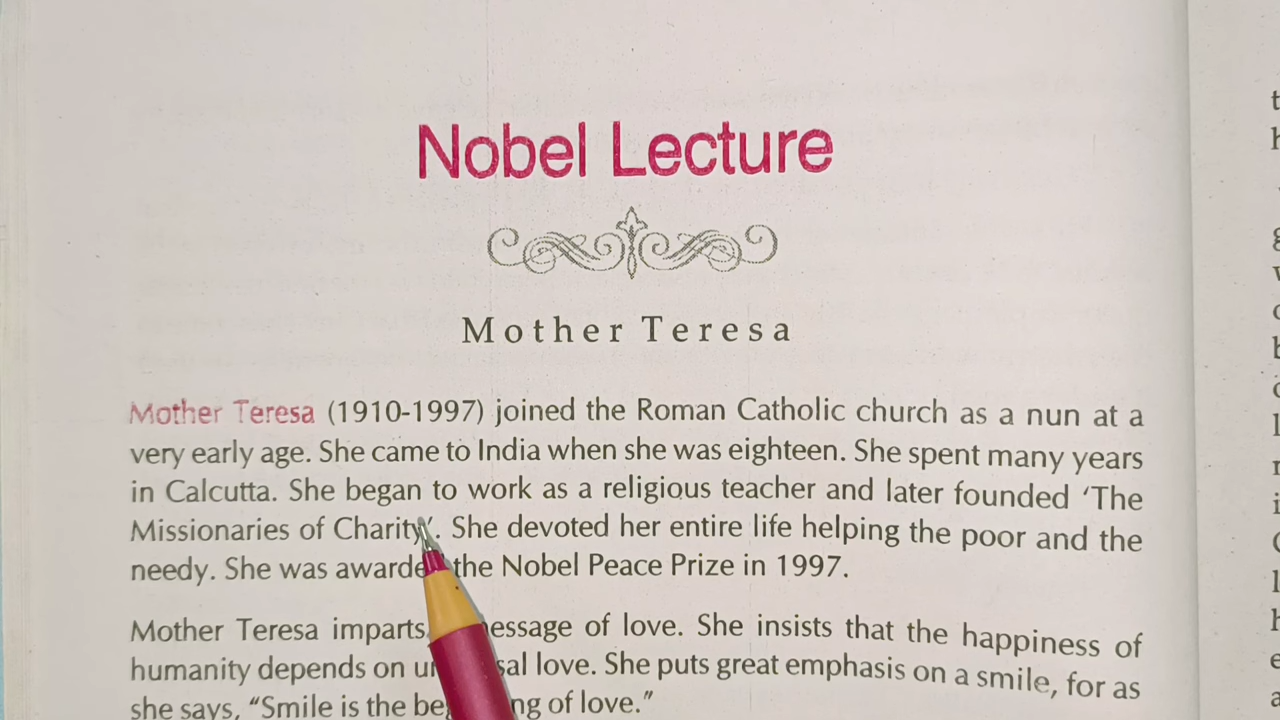 Nobel Lecture
Mother Teresa
Mother Teresa (1910-1997) joined the Roman Catholic church as a nun at a
very early age. She came to India when she was eighteen. She spent many years
in Calcutta. She began to work as a religious teacher and later founded ‘The
Missionaries of Charity’. She devoted her entire life helping the poor and the
needy. She was awarded the Nobel Peace Prize in 1997.
Mother Teresa imparts message of love. She insists that the happiness of
humanity depends on love. She puts great emphasis on a smile, for as
she says, “Smile is the of love.”